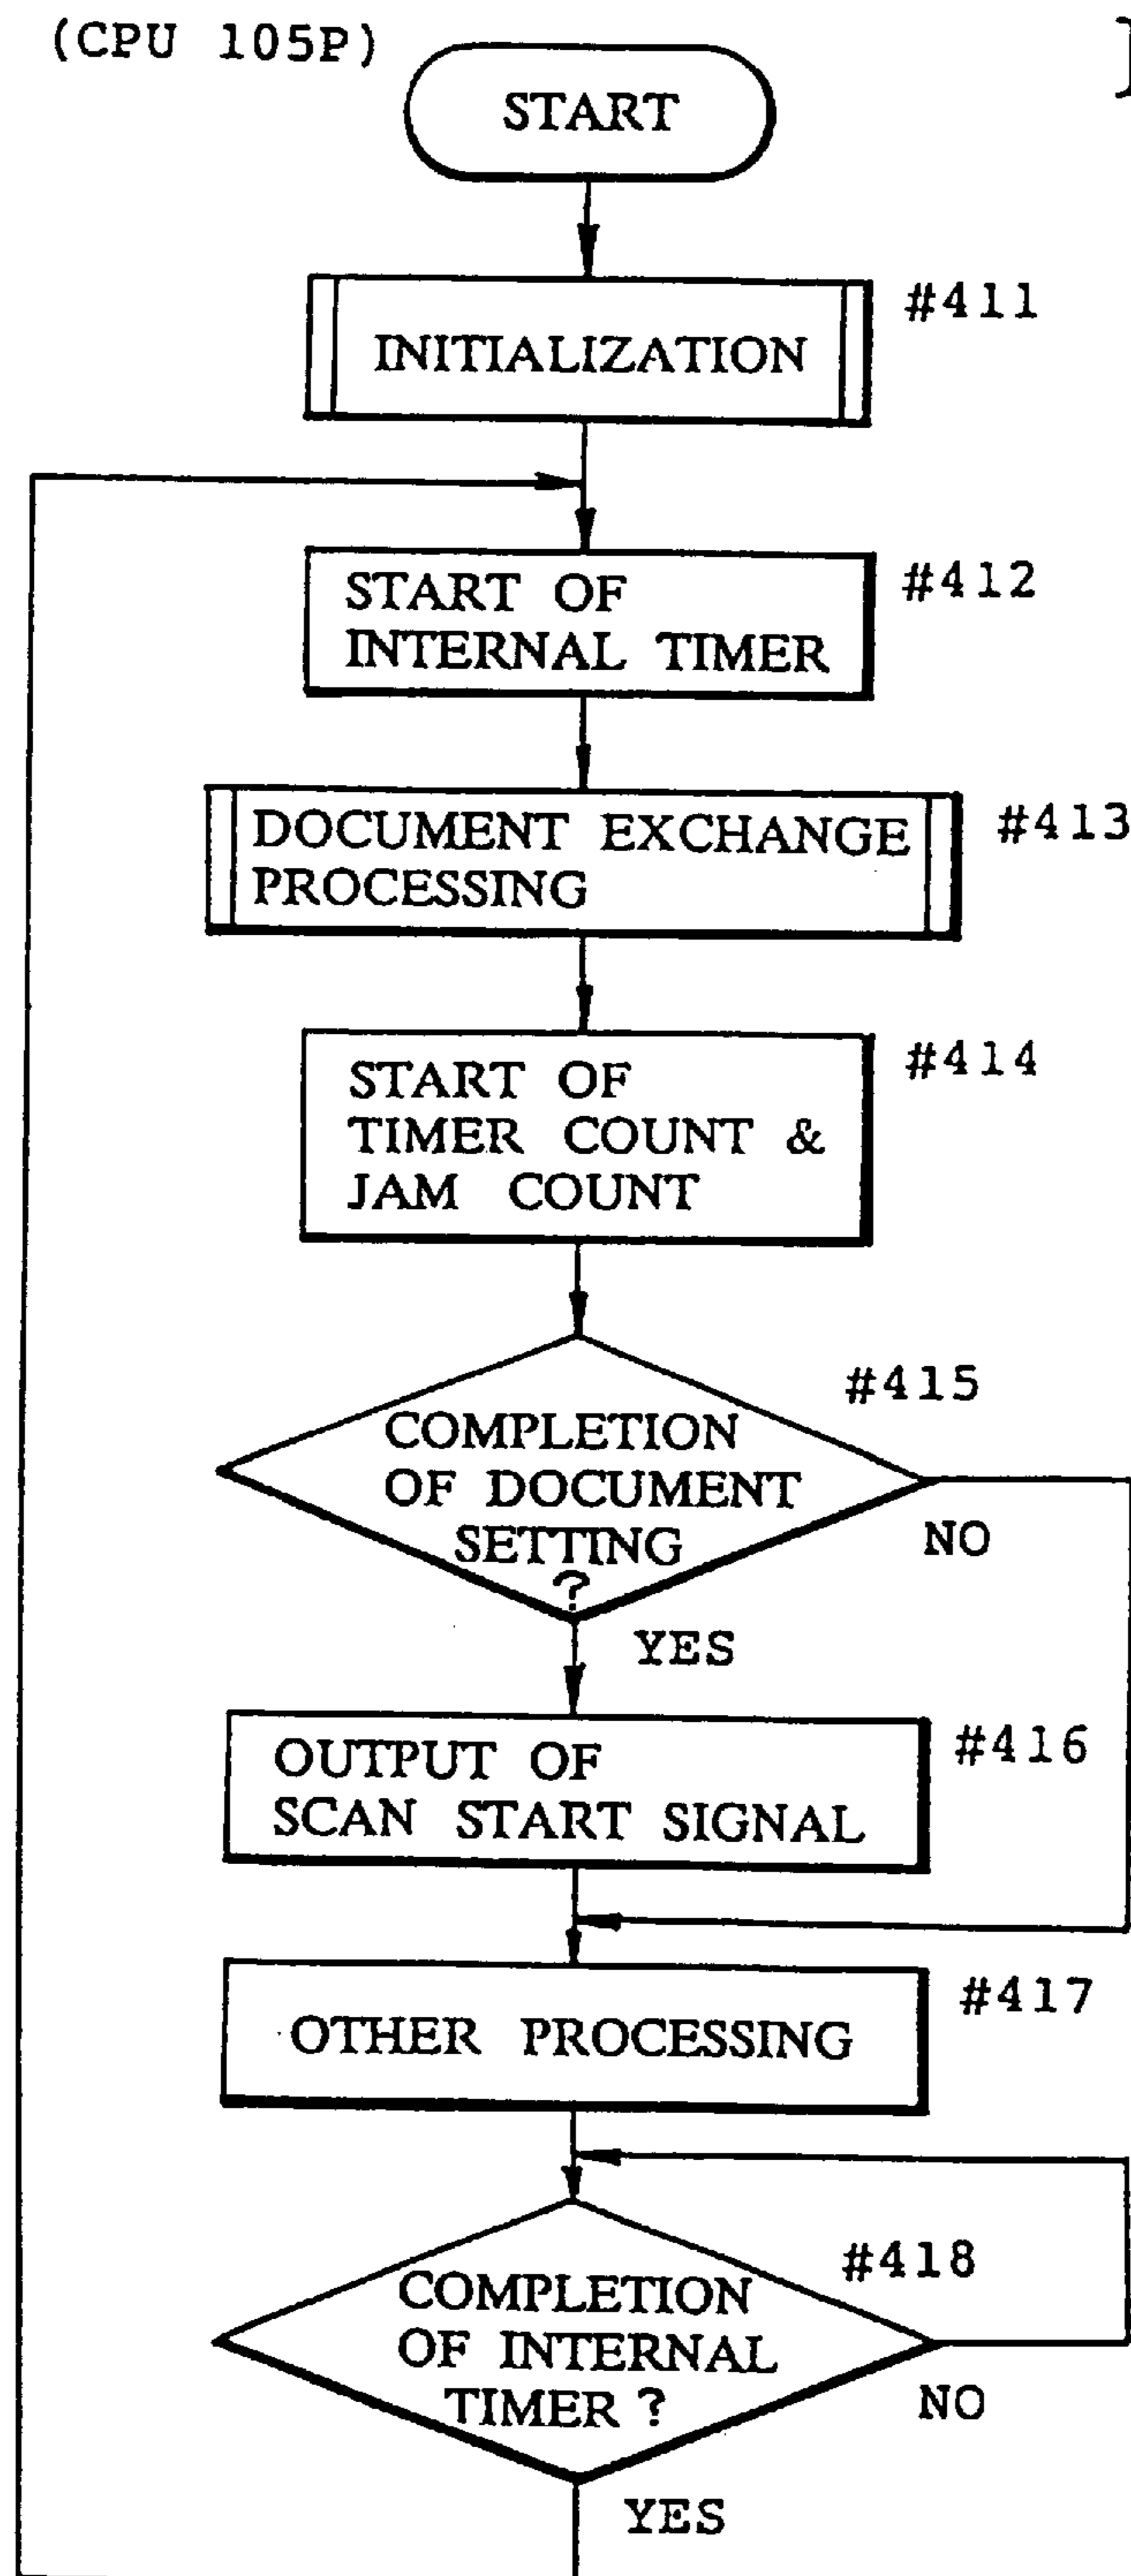 (CPU 105P)
START
INITIALIZATION
#411
START OF
INTERNAL TIMER
#412
DOCUMENT EXCHANGE
PROCESSING
#413
START OF
TIMER COUNT &
JAM COUNT
#414
COMPLETION
OF DOCUMENT
SETTING
?
#415
NO
YES
OUTPUT OF
SCAN START SIGNAL
#416
OTHER PROCESSING
#417
COMPLETION
OF INTERNAL
TIMER ?
#418
NO
YES